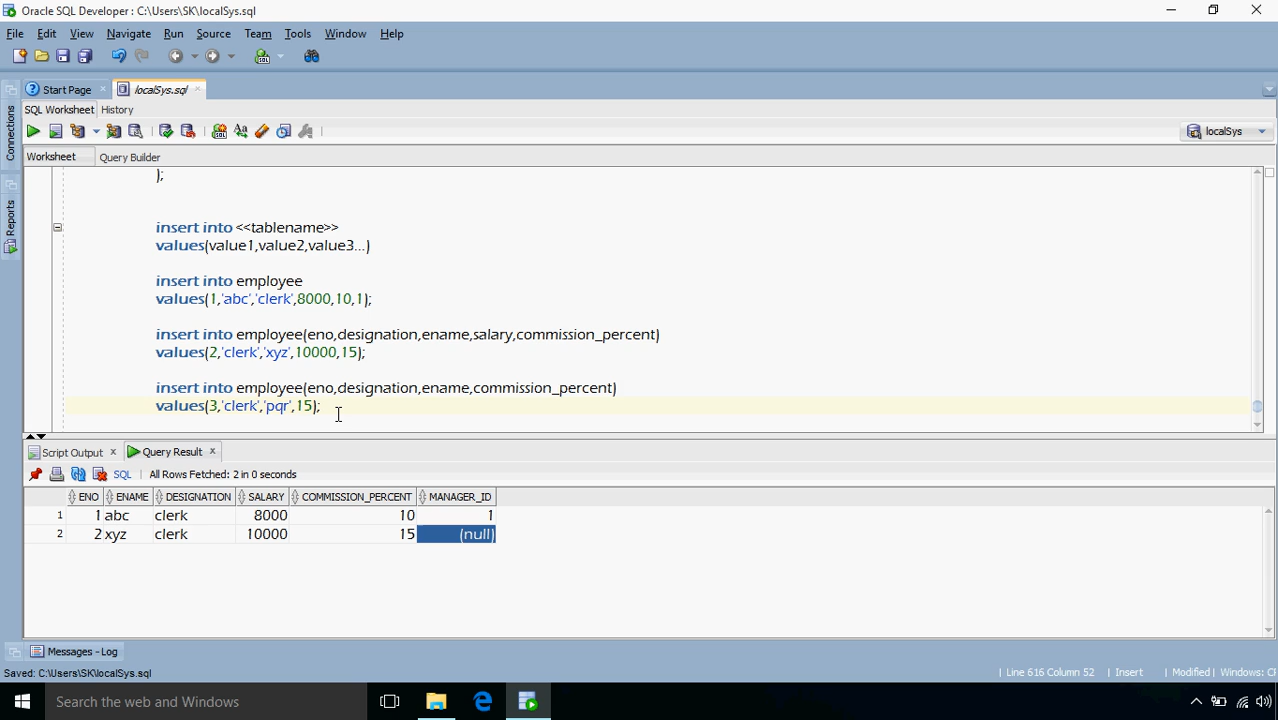 Oracle SQL Developer : C:\Users\SK\localSys.sql
File Edit View Navigate Run Source Team Tools Window Help
Start Page localSys.sql
SQL Worksheet History
localSys
Worksheet Query Builder
Connections
Reports
);
insert into <<tablename>>
values(value1,value2,value3...)
insert into employee
values(1,'abc','clerk',8000,10,1);
insert into employee(eno,designation,ename,salary,commission_percent)
values(2,'clerk','xyz',10000,15);
insert into employee(eno,designation,ename,commission_percent)
values(3,'clerk','pqr',15);
Script Output Query Result
SQL All Rows Fetched: 2 in 0 seconds
ENO ENAME DESIGNATION SALARY COMMISSION_PERCENT MANAGER_ID
1 1 abc clerk 8000 10 1
2 2 xyz clerk 10000 15 (null)
Messages - Log
Saved: C:\Users\SK\localSys.sql Line 616 Column 52 Insert Modified Windows: CF
Search the web and Windows